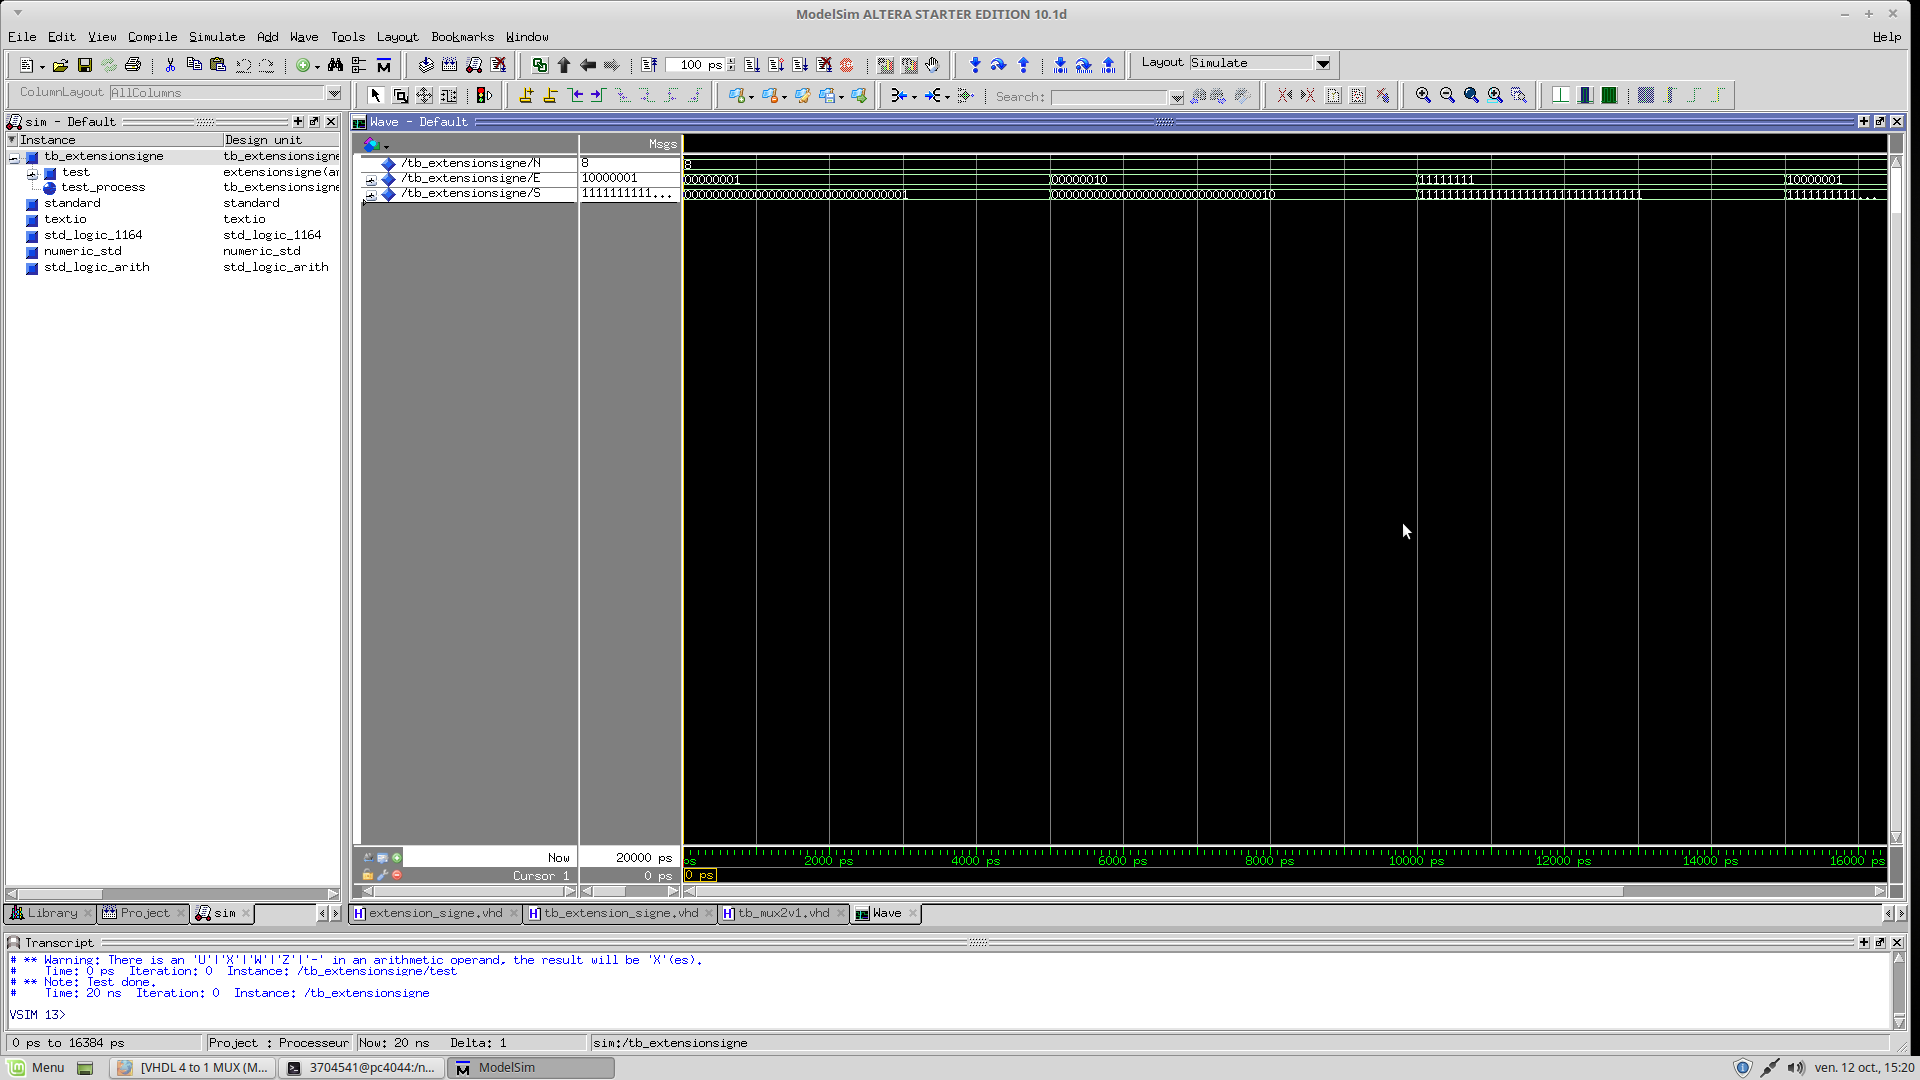 ModelSim ALTERA STARTER EDITION 10.1d
File Edit View Compile Simulate Add Wave Tools Layout Bookmarks Window Help
100 ps
Layout Simulate
ColumnLayout AllColumns
Search:
sim - Default
Wave - Default
Instance Design unit
Msgs
tb_extensionsigne tb_extensionsigne
test extensionsigne(ar
test_process tb_extensionsigne
standard standard
textio textio
std_logic_1164 std_logic_1164
numeric_std numeric_std
std_logic_arith std_logic_arith
/tb_extensionsigne/N 8 8
/tb_extensionsigne/E 10000001 00000001 00000010 11111111 10000001
/tb_extensionsigne/S 1111111111... 00000000000000000000000000000001 00000000000000000000000000000010 11111111111111111111111111111111 1111111111...
Now 20000 ps
ps 2000 ps 4000 ps 6000 ps 8000 ps 10000 ps 12000 ps 14000 ps 16000 ps
Cursor 1 0 ps 0 ps
Library Project sim
extension_signe.vhd tb_extension_signe.vhd tb_mux2v1.vhd Wave
Transcript
# ** Warning: There is an 'U'|'X'|'W'|'Z'|'-' in an arithmetic operand, the result will be 'X'(es).
# Time: 0 ps Iteration: 0 Instance: /tb_extensionsigne/test
# ** Note: Test done.
# Time: 20 ns Iteration: 0 Instance: /tb_extensionsigne
VSIM 13>
0 ps to 16384 ps Project : Processeur Now: 20 ns Delta: 1 sim:/tb_extensionsigne
Menu [VHDL 4 to 1 MUX (M... 3704541@pc4044:/n... ModelSim ven. 12 oct., 15:20